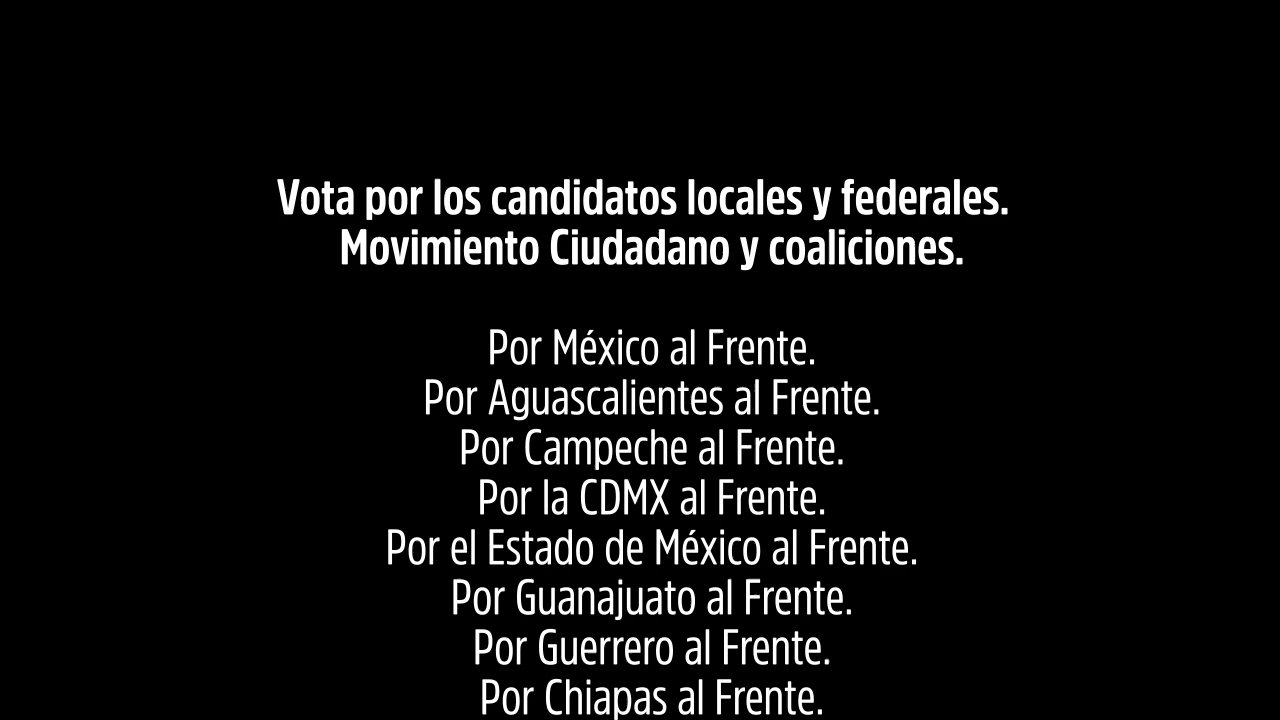 Vota por los candidatos locales y federales.
Movimiento Ciudadano y coaliciones.
Por México al Frente.
Por Aguascalientes al Frente.
Por Campeche al Frente.
Por la CDMX al Frente.
Por el Estado de México al Frente.
Por Guanajuato al Frente.
Por Guerrero al Frente.
Por Chiapas al Frente.